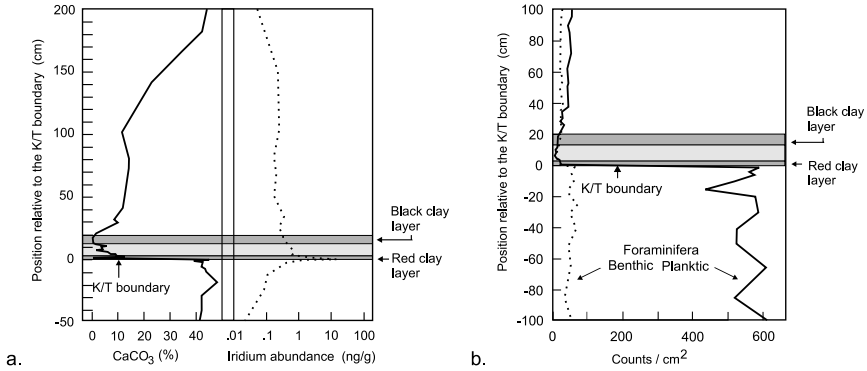 200
150
100
50
0
-50
Position relative to the K/T boundary (cm)
K/T boundary
Black clay
layer
Red clay
layer
0 10 20 30 40 .01 .1 1 10 100
CaCO3 (%) Iridium abundance (ng/g)
a.
100
80
60
40
20
0
-20
-40
-60
-80
-100
Position relative to the K/T boundary (cm)
K/T boundary
Black clay
layer
Red clay
layer
Foraminifera
Benthic Planktic
0 200 400 600
Counts / cm2
b.